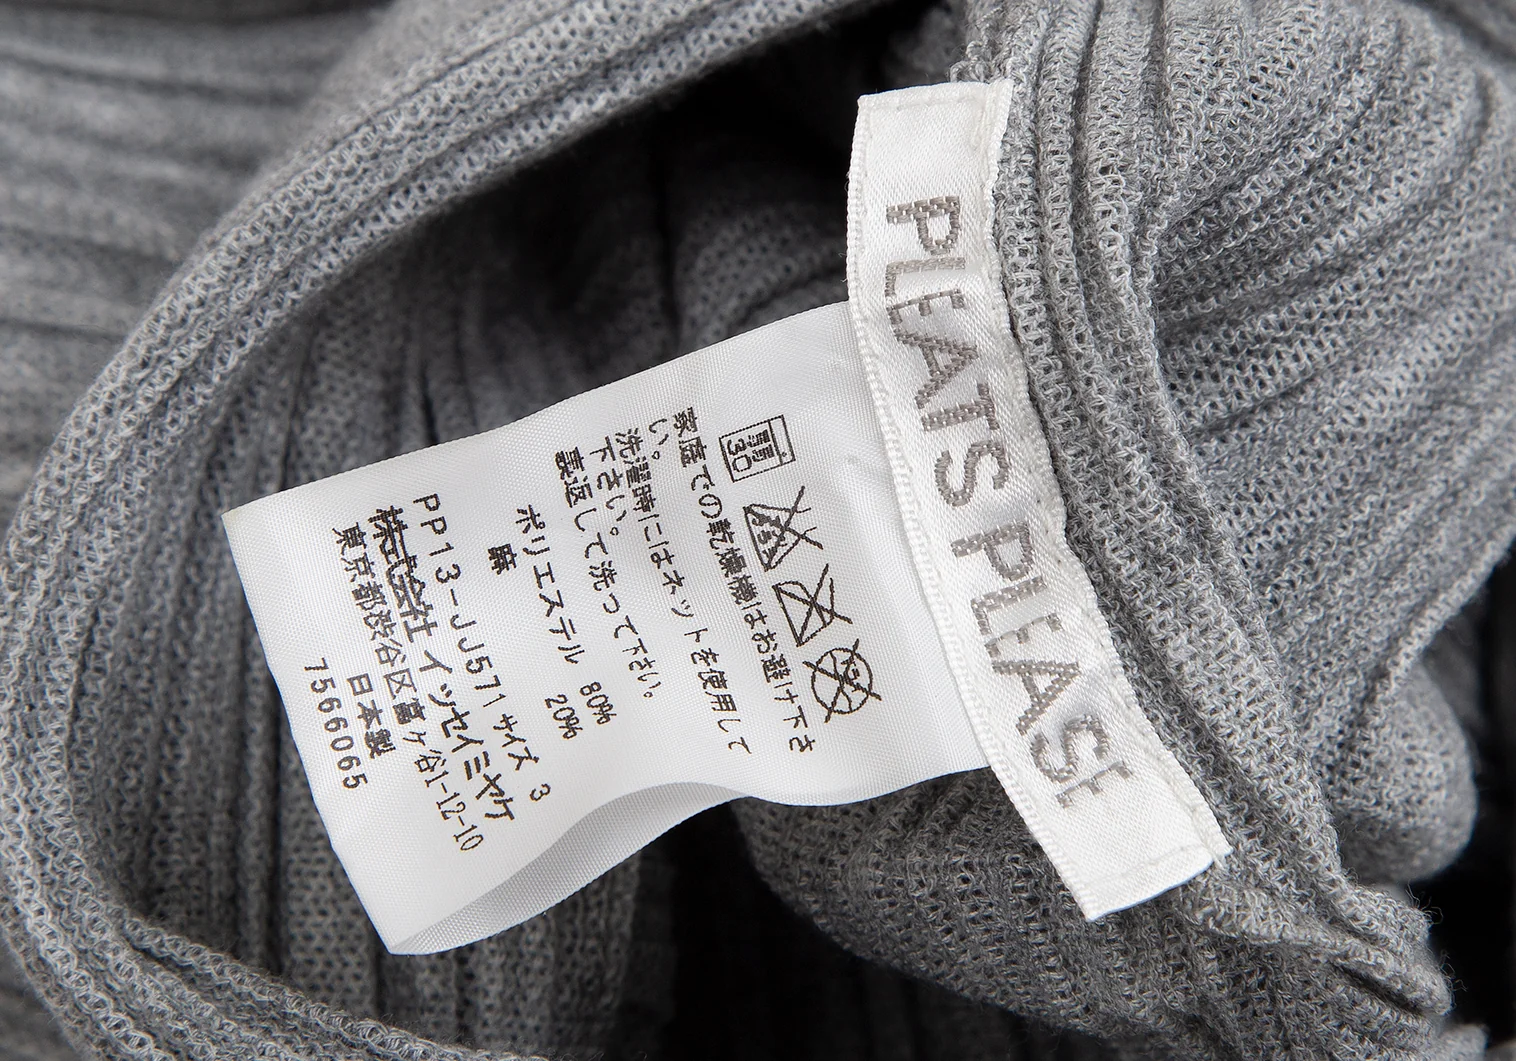 PLEATS PLEASE
弱 30
家庭での乾燥機はお避け下さ
い。
洗濯時にはネットを使用して
下さい。
裏返して洗って下さい。
ポリエステル 80%
麻 20%
PP13-JJ571 サイズ 3
株式会社 イッセイミヤケ
東京都渋谷区富ヶ谷1-12-10
日本製
7566065